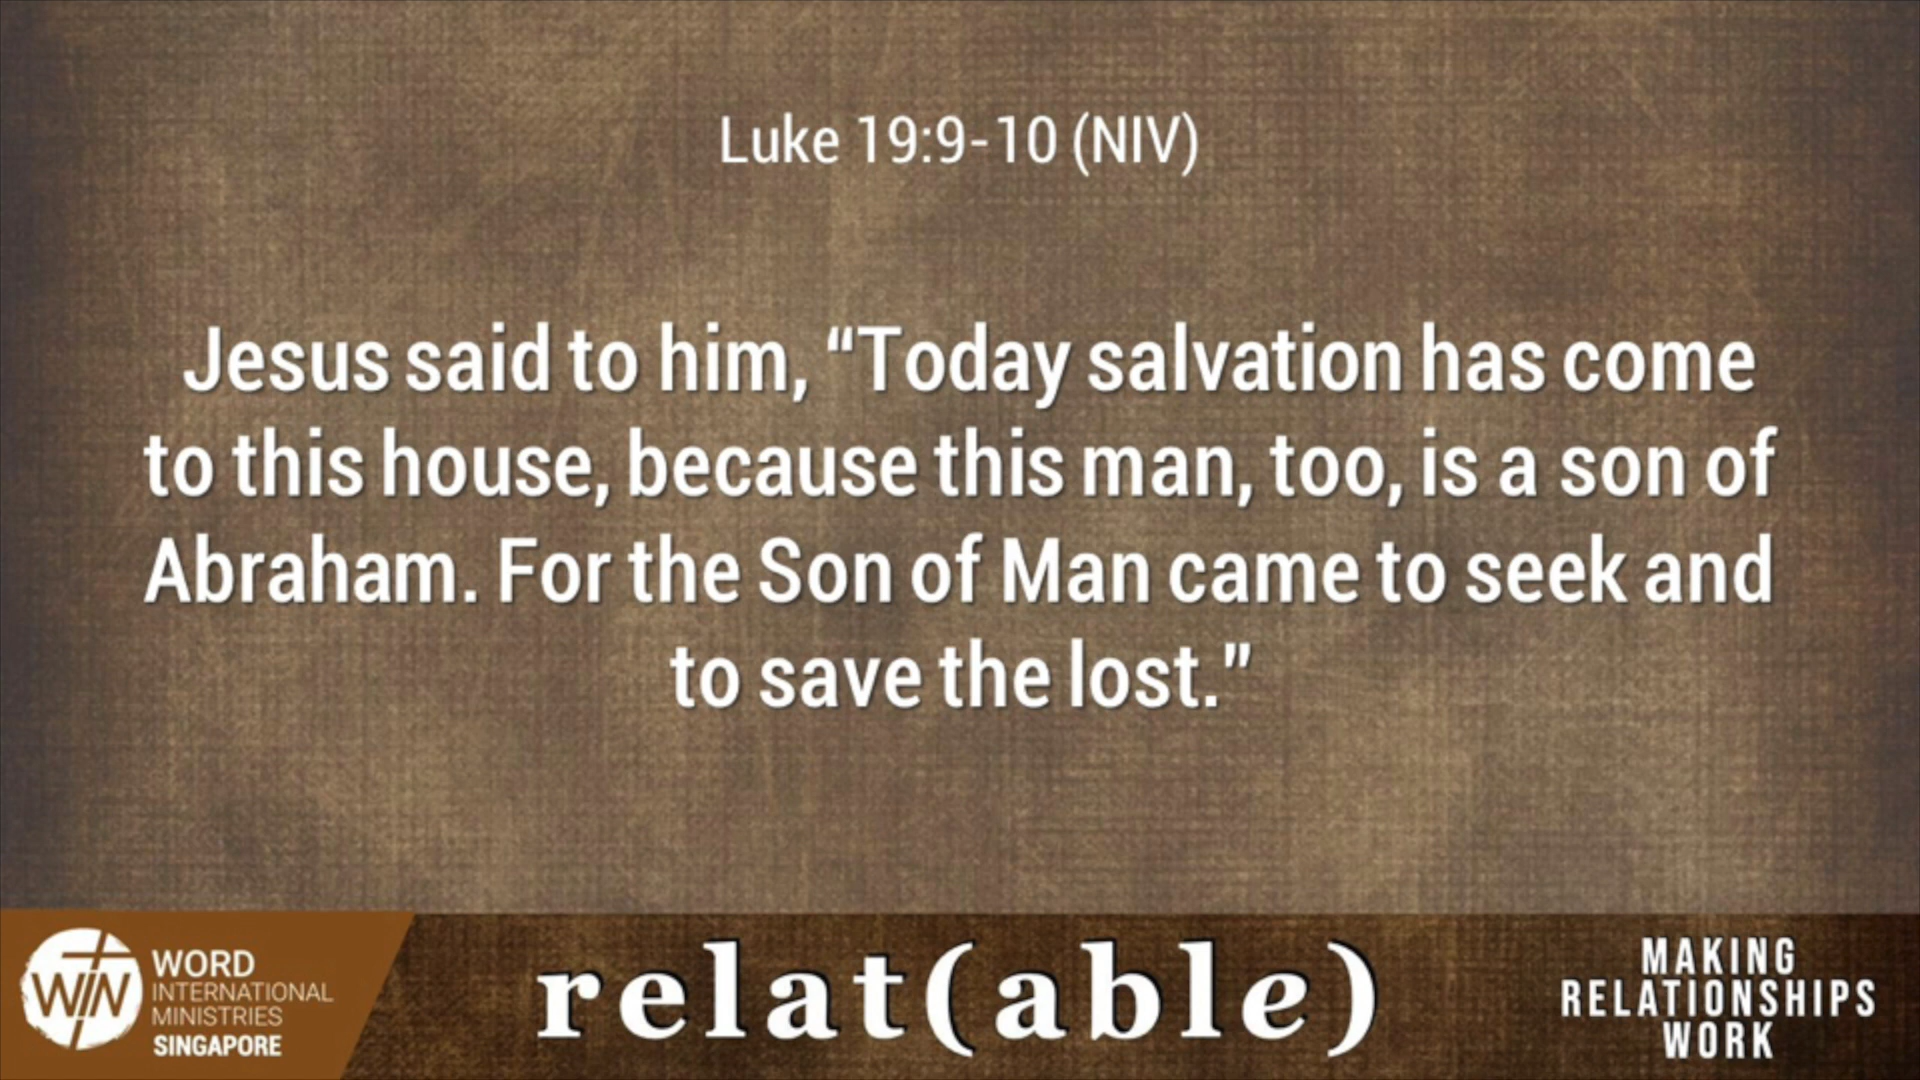 Luke 19:9-10 (NIV)
Jesus said to him, “Today salvation has come
to this house, because this man, too, is a son of
Abraham. For the Son of Man came to seek and
to save the lost.”
WIN
WORD
INTERNATIONAL
MINISTRIES
SINGAPORE
relat(able)
MAKING
RELATIONSHIPS
WORK